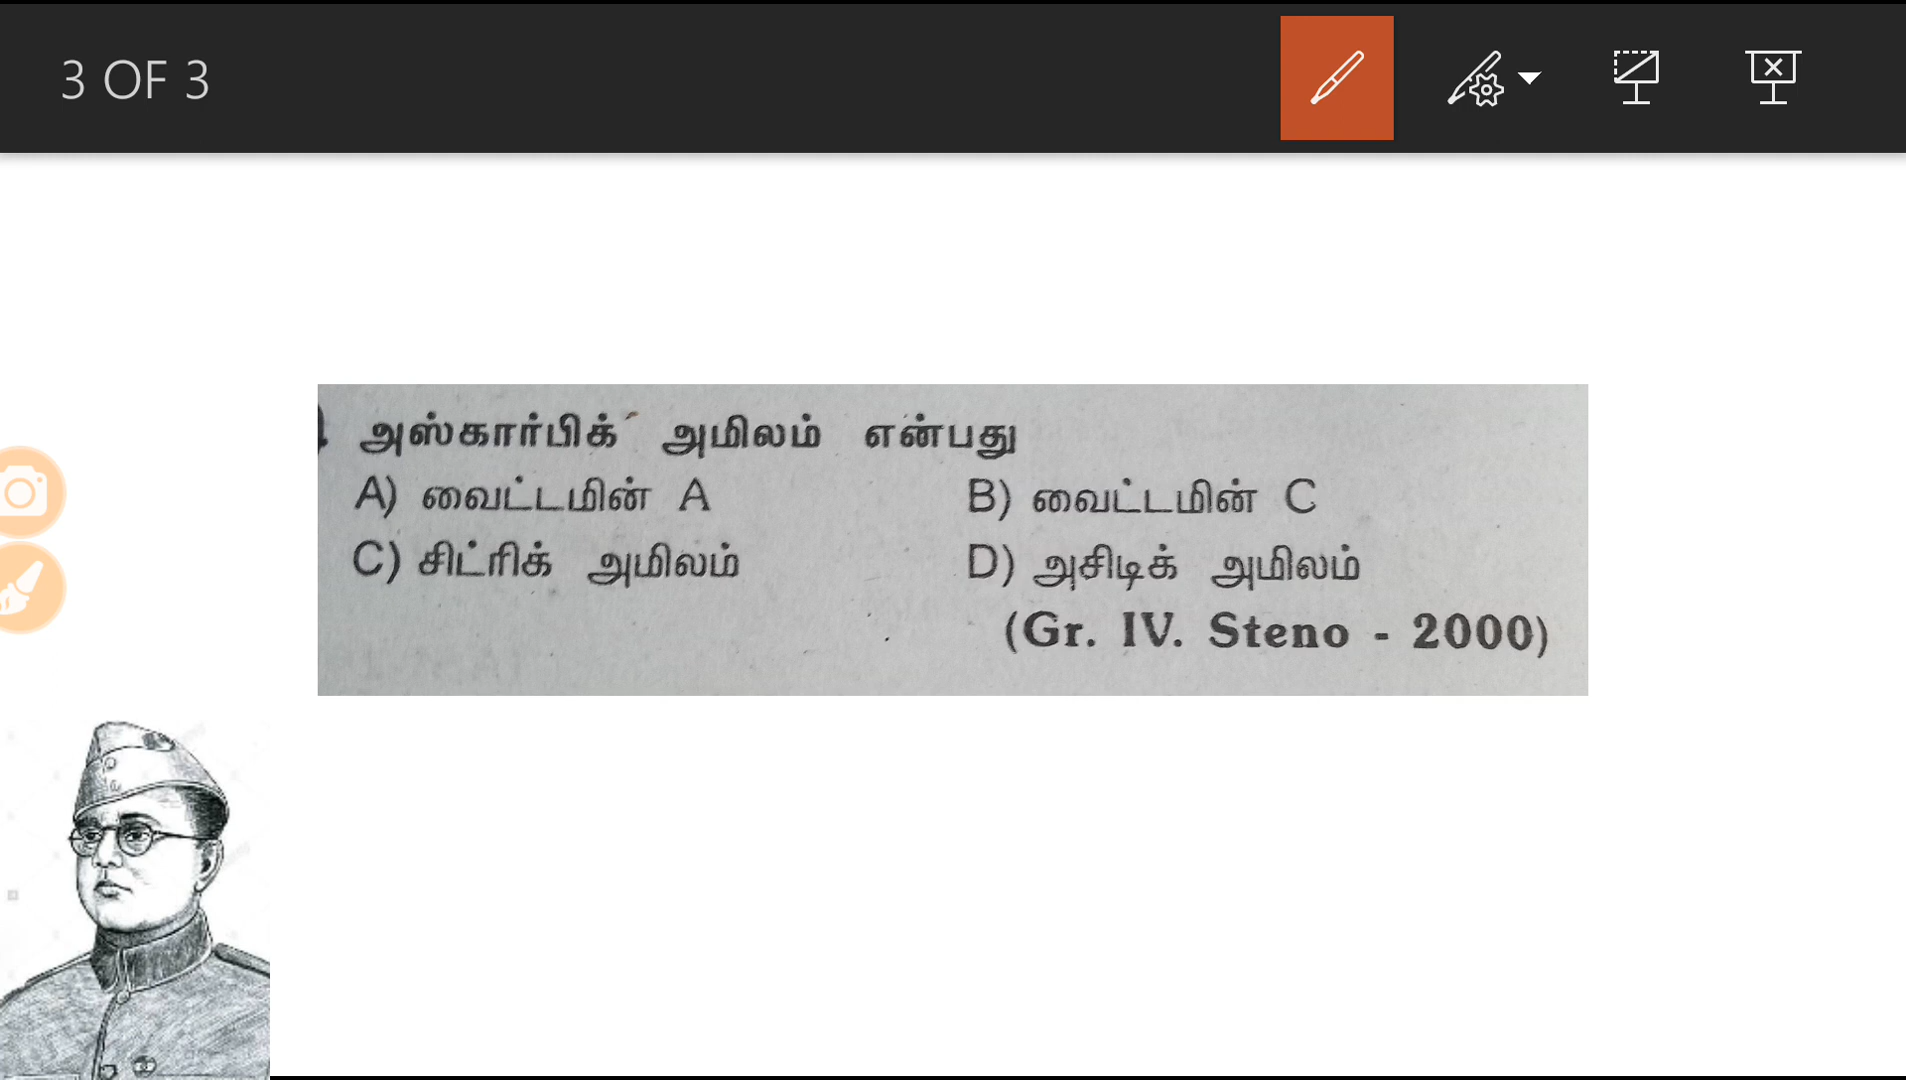 3 OF 3
அஸ்கார்பிக் அமிலம் என்பது
A) வைட்டமின் A B) வைட்டமின் C
C) சிட்ரிக் அமிலம் D) அசிடிக் அமிலம்
(Gr. IV. Steno - 2000)